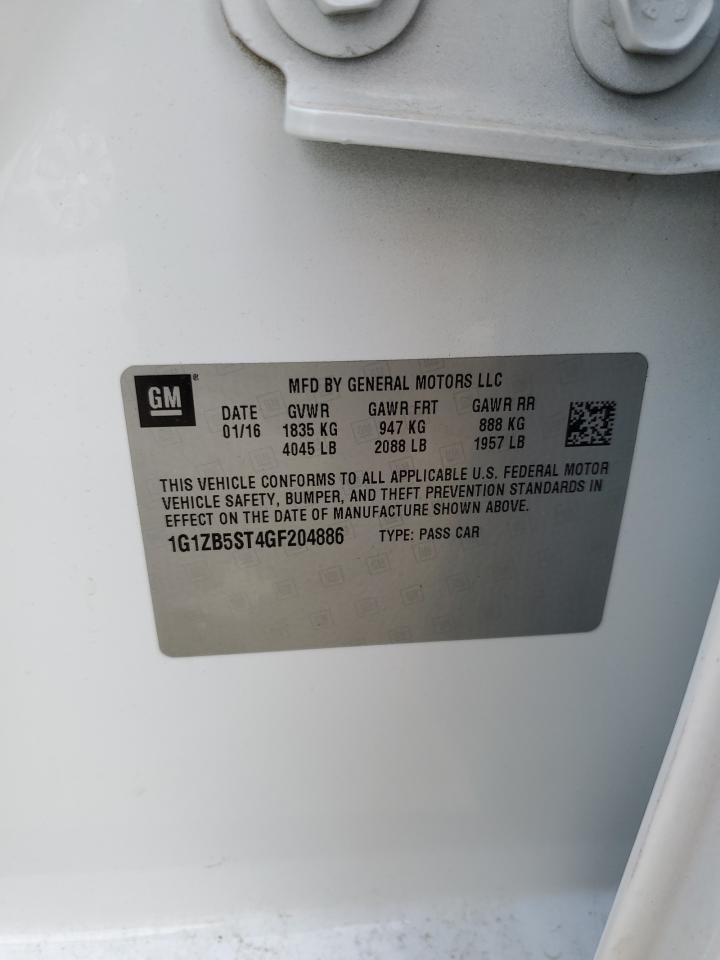 GM ®
MFD BY GENERAL MOTORS LLC
DATE GVWR GAWR FRT GAWR RR
01/16 1835 KG 947 KG 888 KG
4045 LB 2088 LB 1957 LB
THIS VEHICLE CONFORMS TO ALL APPLICABLE U.S. FEDERAL MOTOR
VEHICLE SAFETY, BUMPER, AND THEFT PREVENTION STANDARDS IN
EFFECT ON THE DATE OF MANUFACTURE SHOWN ABOVE.
1G1ZB5ST4GF204886 TYPE: PASS CAR